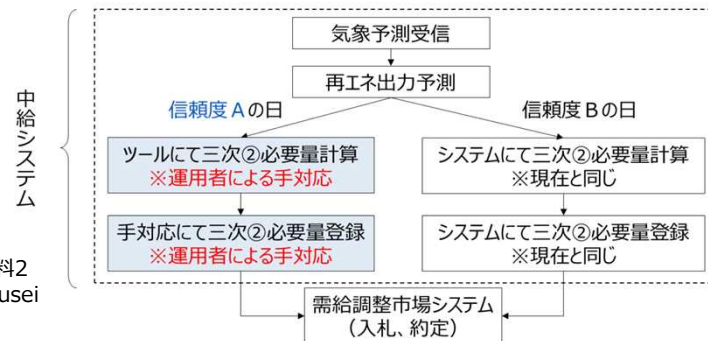 気象予測受信
再エネ出力予測
信頼度Aの日
信頼度Bの日
中給システム
ツールにて三次②必要量計算
※運用者による手対応
システムにて三次②必要量計算
※現在と同じ
手対応にて三次②必要量登録
※運用者による手対応
システムにて三次②必要量登録
※現在と同じ
料2
usei
需給調整市場システム
（入札、約定）